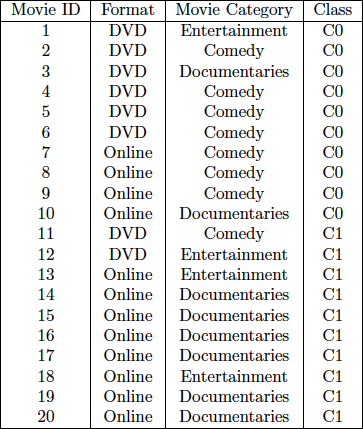 Movie ID Format Movie Category Class
1 DVD Entertainment C0
2 DVD Comedy C0
3 DVD Documentaries C0
4 DVD Comedy C0
5 DVD Comedy C0
6 DVD Comedy C0
7 Online Comedy C0
8 Online Comedy C0
9 Online Comedy C0
10 Online Documentaries C0
11 DVD Comedy C1
12 DVD Entertainment C1
13 Online Entertainment C1
14 Online Documentaries C1
15 Online Documentaries C1
16 Online Documentaries C1
17 Online Documentaries C1
18 Online Entertainment C1
19 Online Documentaries C1
20 Online Documentaries C1